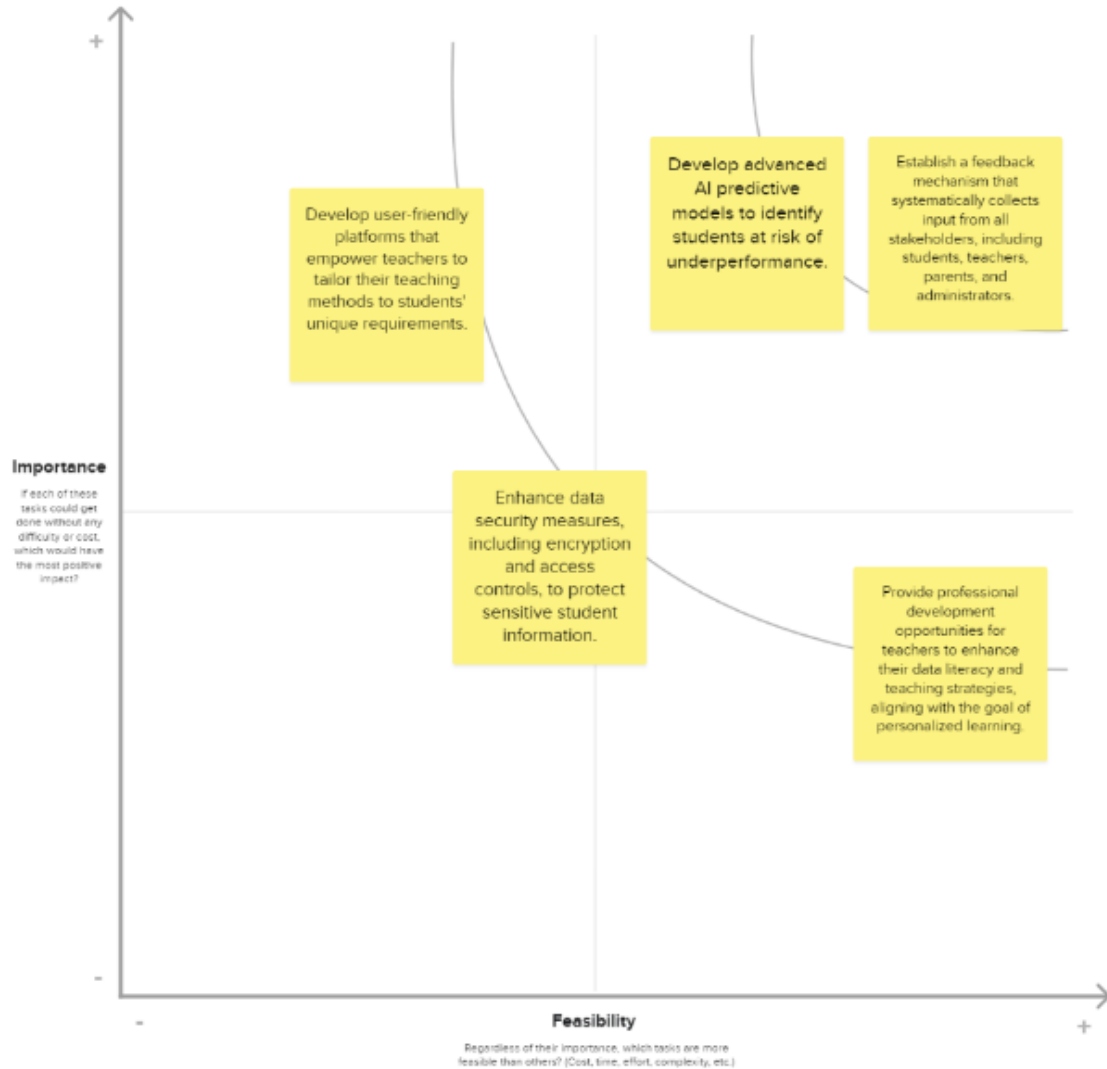 +
Develop advanced
AI predictive
models to identify
students at risk of
underperformance.
Establish a feedback
mechanism that
systematically collects
input from all
stakeholders, including
students, teachers,
parents, and
administrators.
Develop user-friendly
platforms that
empower teachers to
tailor their teaching
methods to students'
unique requirements.
Importance
If each of these
tasks could get
done without any
difficulty or cost,
which would have
the most positive
impact?
Enhance data
security measures,
including encryption
and access
controls, to protect
sensitive student
information.
Provide professional
development
opportunities for
teachers to enhance
their data literacy and
teaching strategies,
aligning with the goal of
personalized learning.
-
-
Feasibility
+
Regardless of their importance, which tasks are more
feasible than others? (Cost, time, effort, complexity, etc.)